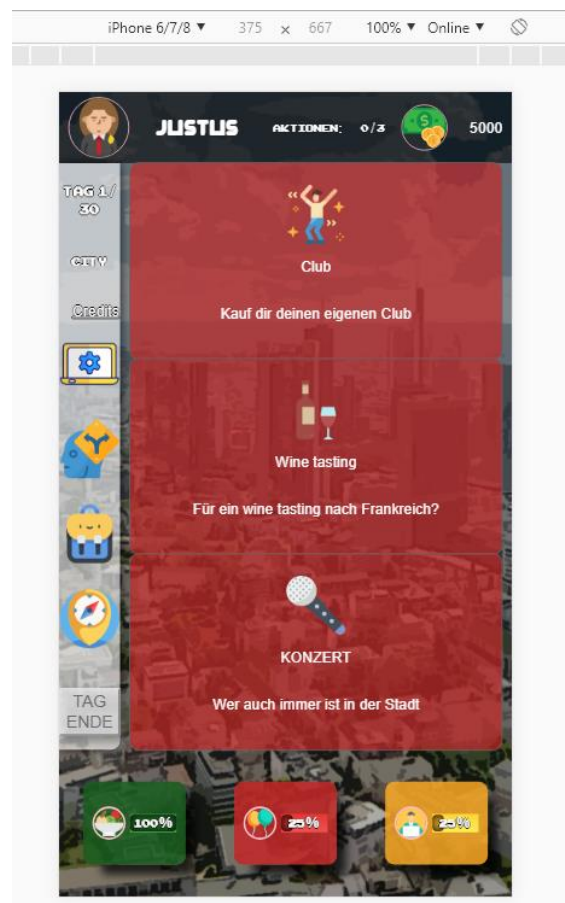 iPhone 6/7/8 ▼ 375 x 667 100% ▼ Online ▼
JUSTUS AKTIONEN: 0/3 5000
TAG 1/
30
CITY
Credits
Club
Kauf dir deinen eigenen Club
Wine tasting
Für ein wine tasting nach Frankreich?
KONZERT
Wer auch immer ist in der Stadt
TAG
ENDE
100% 25% 25%